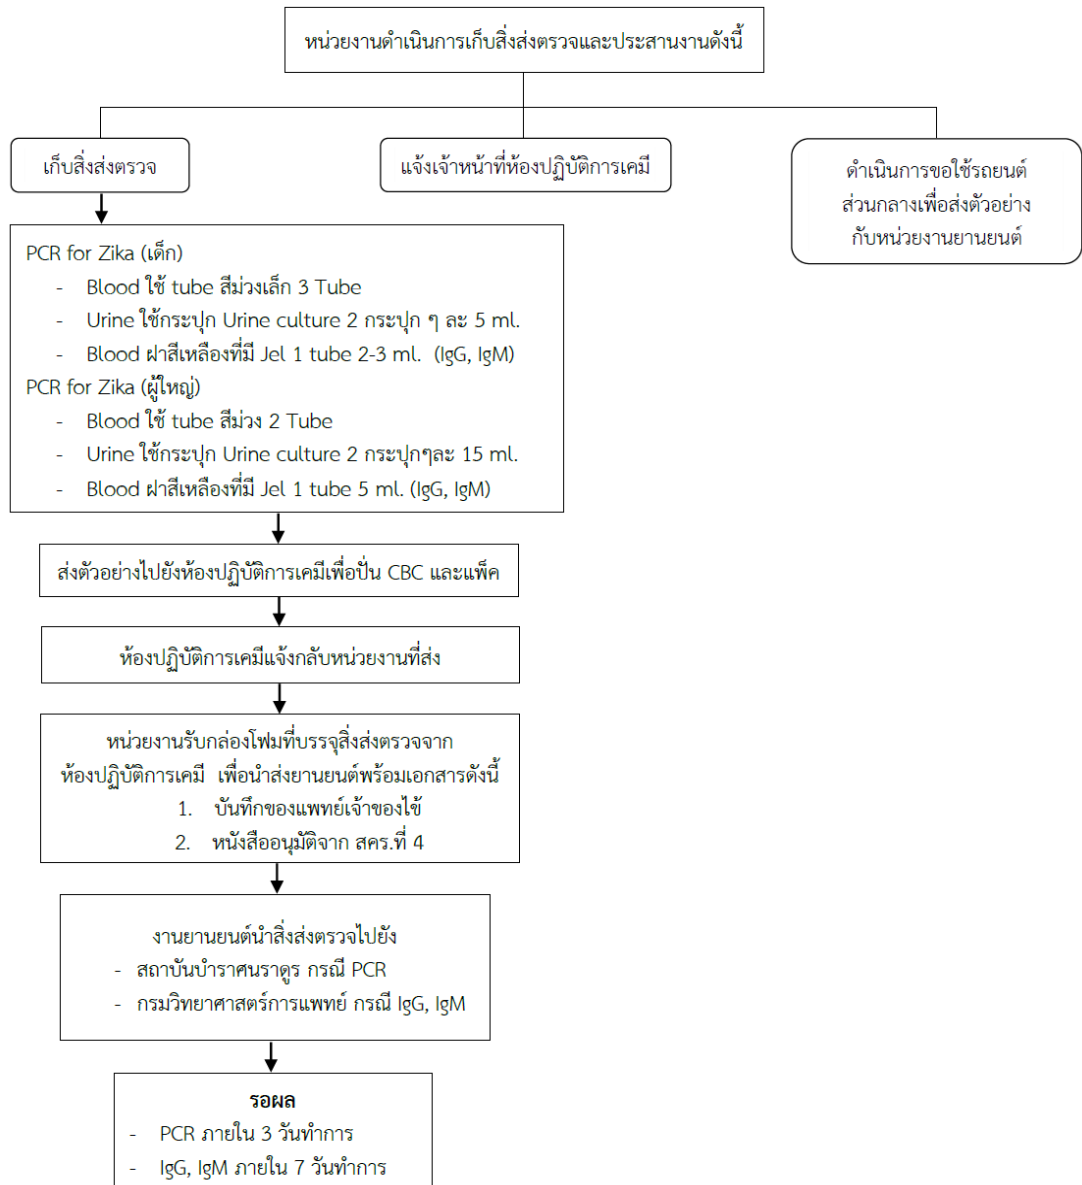 หน่วยงานดำเนินการเก็บสิ่งส่งตรวจและประสานงานดังนี้
เก็บสิ่งส่งตรวจ
แจ้งเจ้าหน้าที่ห้องปฏิบัติการเคมี
ดำเนินการขอใช้รถยนต์
ส่วนกลางเพื่อส่งตัวอย่าง
กับหน่วยงานยานยนต์
PCR for Zika (เด็ก)
- Blood ใช้ tube สีม่วงเล็ก 3 Tube
- Urine ใช้กระปุก Urine culture 2 กระปุก ๆ ละ 5 ml.
- Blood ฝาสีเหลืองที่มี Jel 1 tube 2-3 ml. (IgG, IgM)
PCR for Zika (ผู้ใหญ่)
- Blood ใช้ tube สีม่วง 2 Tube
- Urine ใช้กระปุก Urine culture 2 กระปุกๆละ 15 ml.
- Blood ฝาสีเหลืองที่มี Jel 1 tube 5 ml. (IgG, IgM)
ส่งตัวอย่างไปยังห้องปฏิบัติการเคมีเพื่อปั่น CBC และแพ็ค
ห้องปฏิบัติการเคมีแจ้งกลับหน่วยงานที่ส่ง
หน่วยงานรับกล่องโฟมที่บรรจุสิ่งส่งตรวจจาก
ห้องปฏิบัติการเคมี เพื่อนำส่งยานยนต์พร้อมเอกสารดังนี้
1. บันทึกของแพทย์เจ้าของไข้
2. หนังสืออนุมัติจาก สคร.ที่ 4
งานยานยนต์นำสิ่งส่งตรวจไปยัง
- สถาบันบำราศนราดูร กรณี PCR
- กรมวิทยาศาสตร์การแพทย์ กรณี IgG, IgM
รอผล
- PCR ภายใน 3 วันทำการ
- IgG, IgM ภายใน 7 วันทำการ